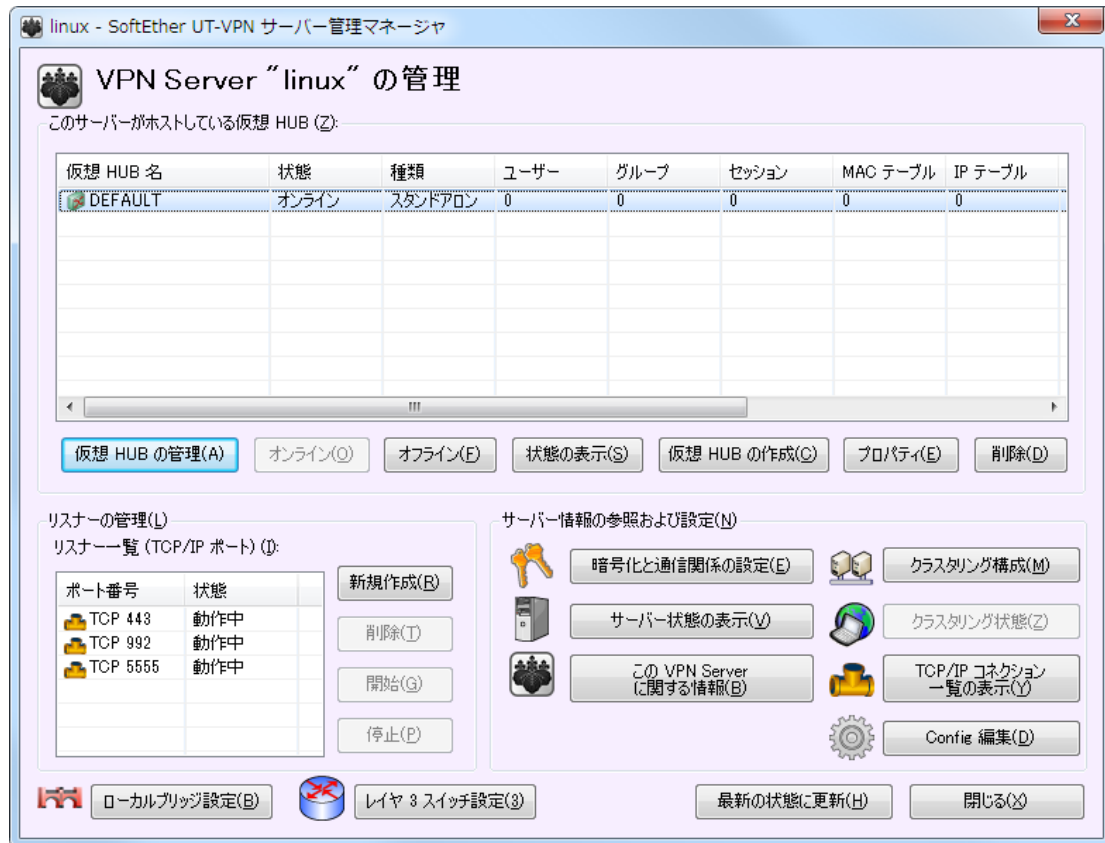 linux - SoftEther UT-VPN サーバー管理マネージャ
VPN Server "linux" の管理
このサーバーがホストしている仮想 HUB (Z):
仮想 HUB 名 状態 種類 ユーザー グループ セッション MAC テーブル IP テーブル
DEFAULT オンライン スタンドアロン 0 0 0 0 0
仮想 HUB の管理(A) オンライン(O) オフライン(F) 状態の表示(S) 仮想 HUB の作成(C) プロパティ(E) 削除(D)
リスナーの管理(L)
リスナー一覧 (TCP/IP ポート) (I):
ポート番号 状態
TCP 443 動作中
TCP 992 動作中
TCP 5555 動作中
新規作成(R)
削除(T)
開始(G)
停止(P)
サーバー情報の参照および設定(N)
暗号化と通信関係の設定(E) クラスタリング構成(M)
サーバー状態の表示(V) クラスタリング状態(Z)
この VPN Server
に関する情報(B)
TCP/IP コネクション
一覧の表示(Y)
Config 編集(D)
ローカルブリッジ設定(B) レイヤ 3 スイッチ設定(3) 最新の状態に更新(H) 閉じる(X)